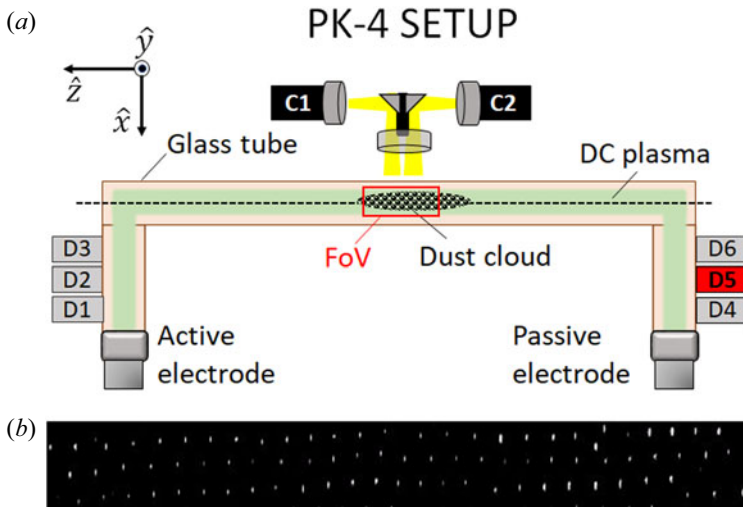 (a)
PK-4 SETUP
ŷ
ẑ
x̂
C1
C2
Glass tube
DC plasma
FoV
Dust cloud
D3
D2
D1
D6
D5
D4
Active
electrode
Passive
electrode
(b)